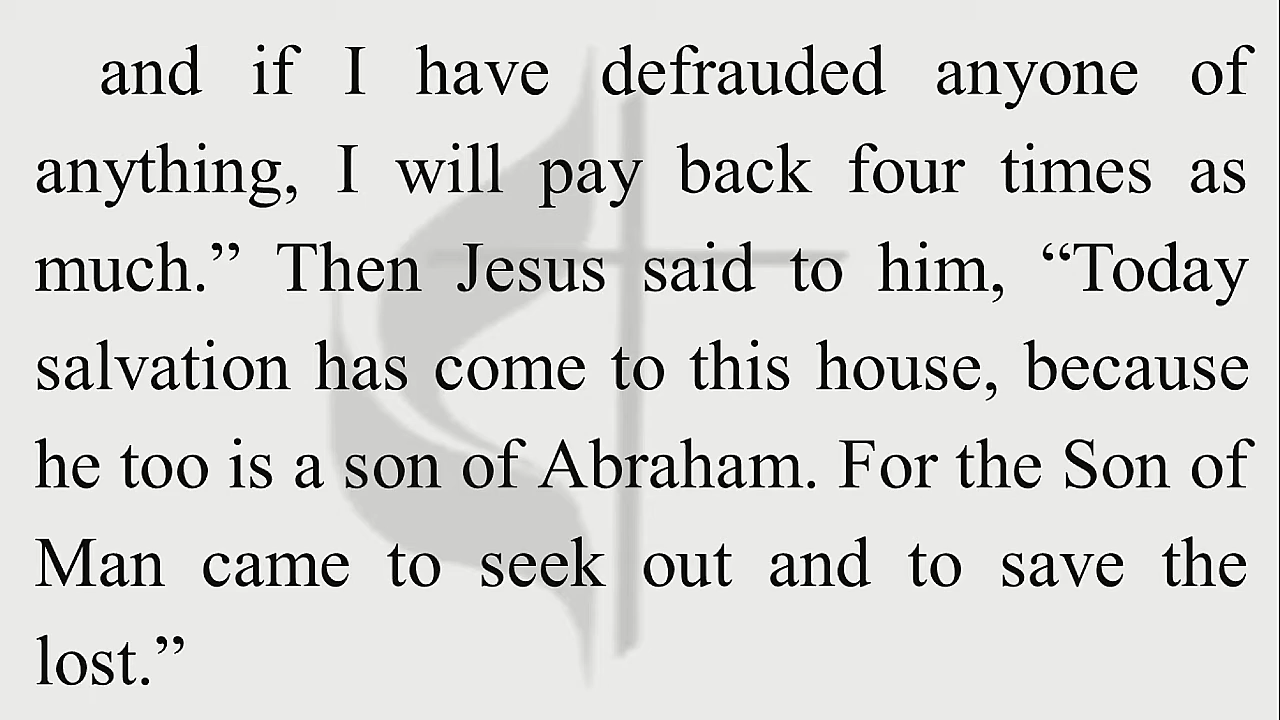 and if I have defrauded anyone of
anything, I will pay back four times as
much.” Then Jesus said to him, “Today
salvation has come to this house, because
he too is a son of Abraham. For the Son of
Man came to seek out and to save the
lost.”